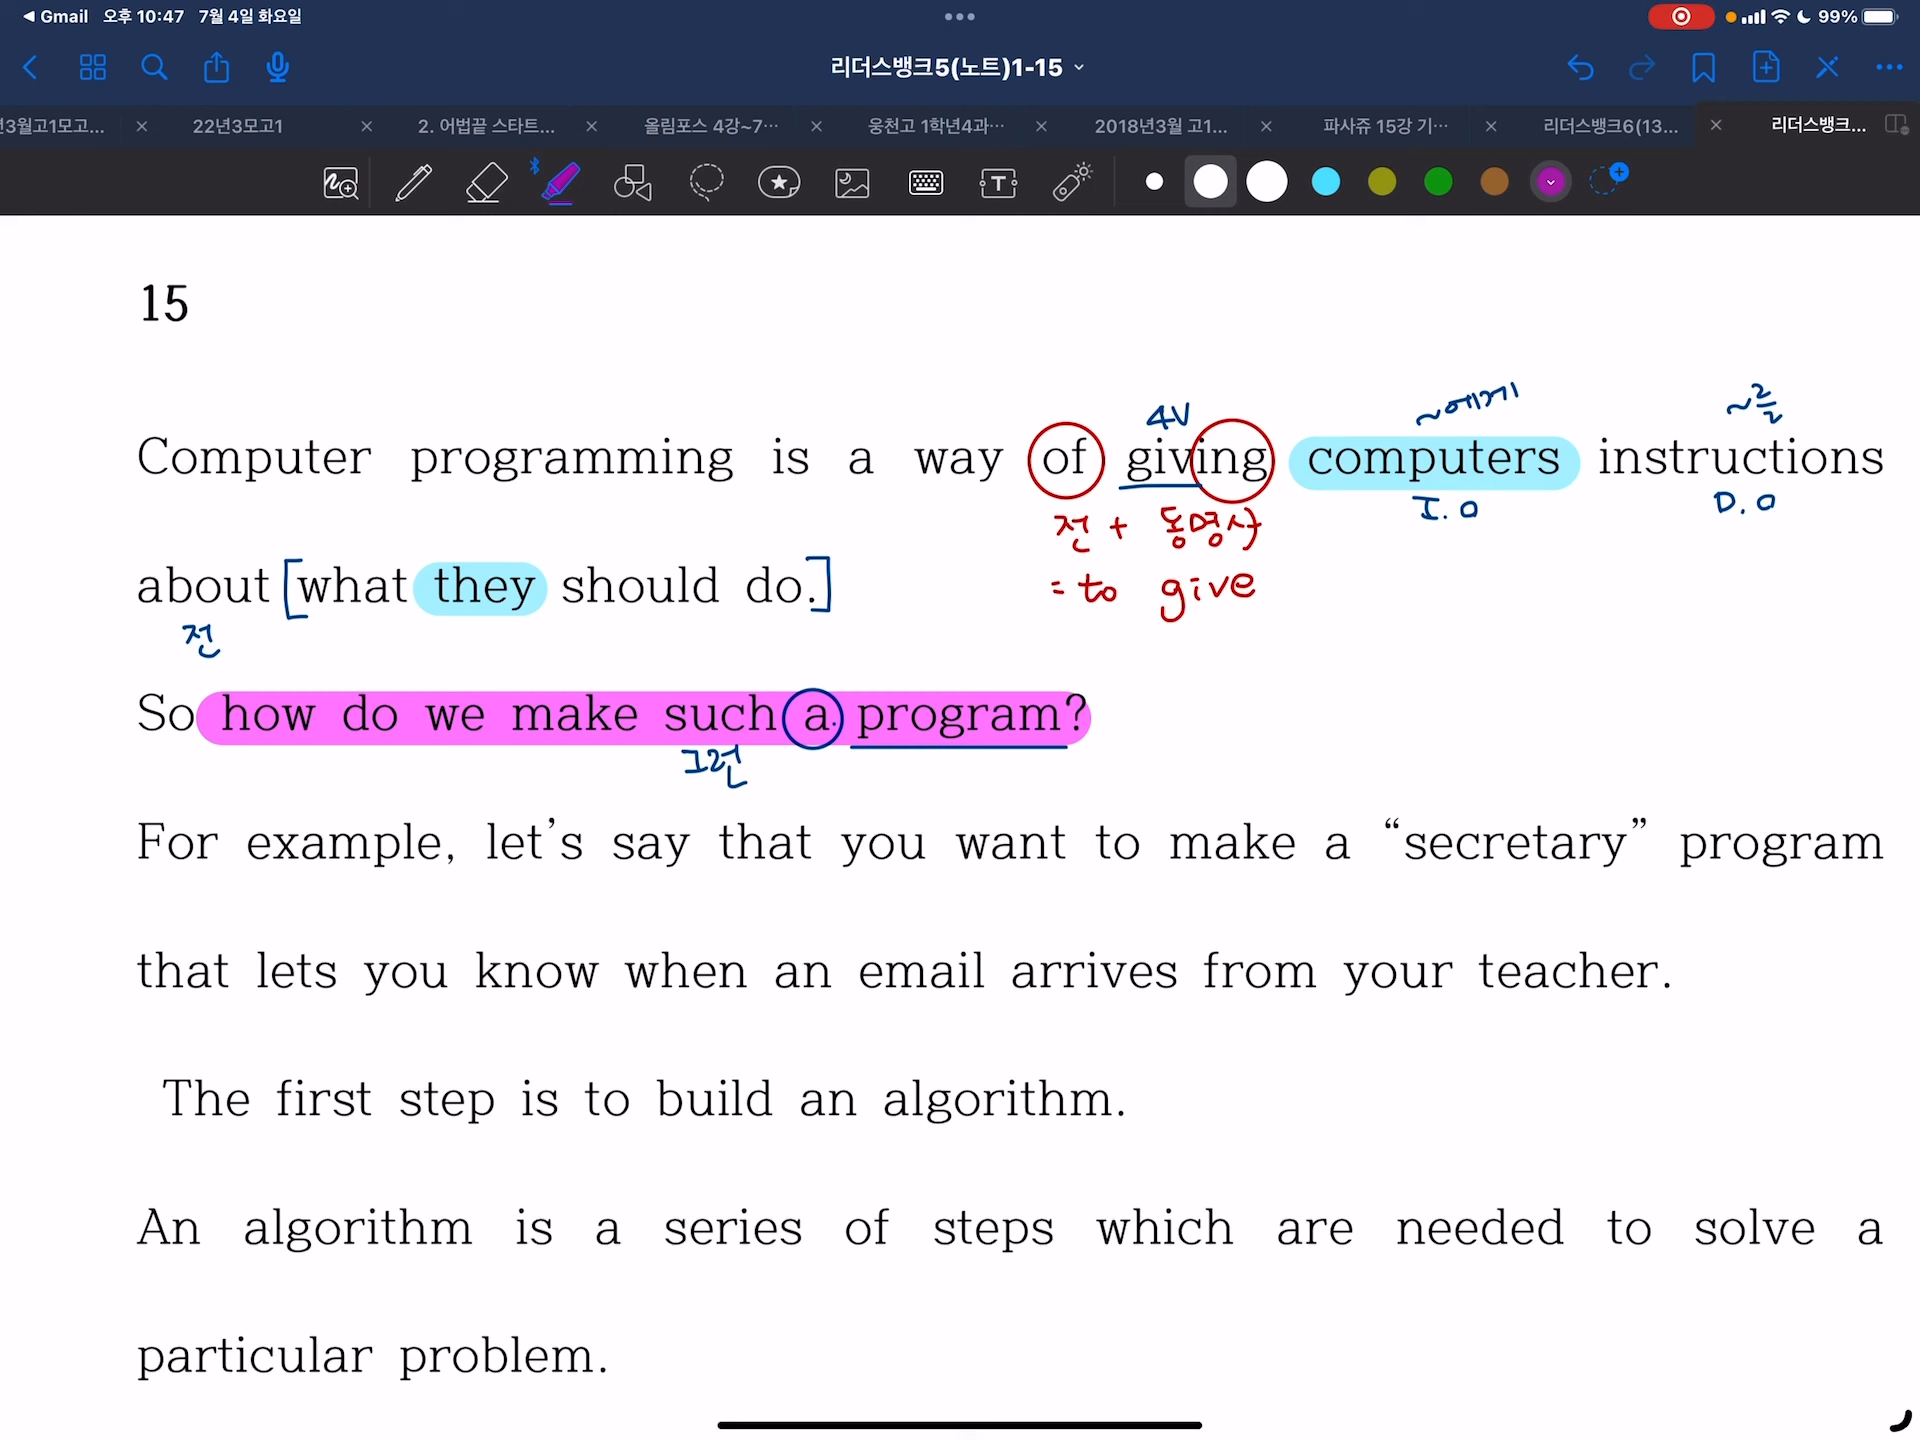 ◀ Gmail 오후 10:47 7월 4일 화요일
99%
리더스뱅크5(노트)1-15
년3월고1모고...
22년3모고1
2. 어법끝 스타트...
올림포스 4강~7...
웅천고 1학년4과...
2018년3월 고1...
파사쥬 15강 기...
리더스뱅크6(13...
리더스뱅크...
15
4V ~에게 ~를
Computer programming is a way of giving computers instructions
I.O D.O
전 + 동명사
about [what they should do.]
= to give
전
So how do we make such a program?
그런
For example, let's say that you want to make a “secretary” program
that lets you know when an email arrives from your teacher.
The first step is to build an algorithm.
An algorithm is a series of steps which are needed to solve a
particular problem.